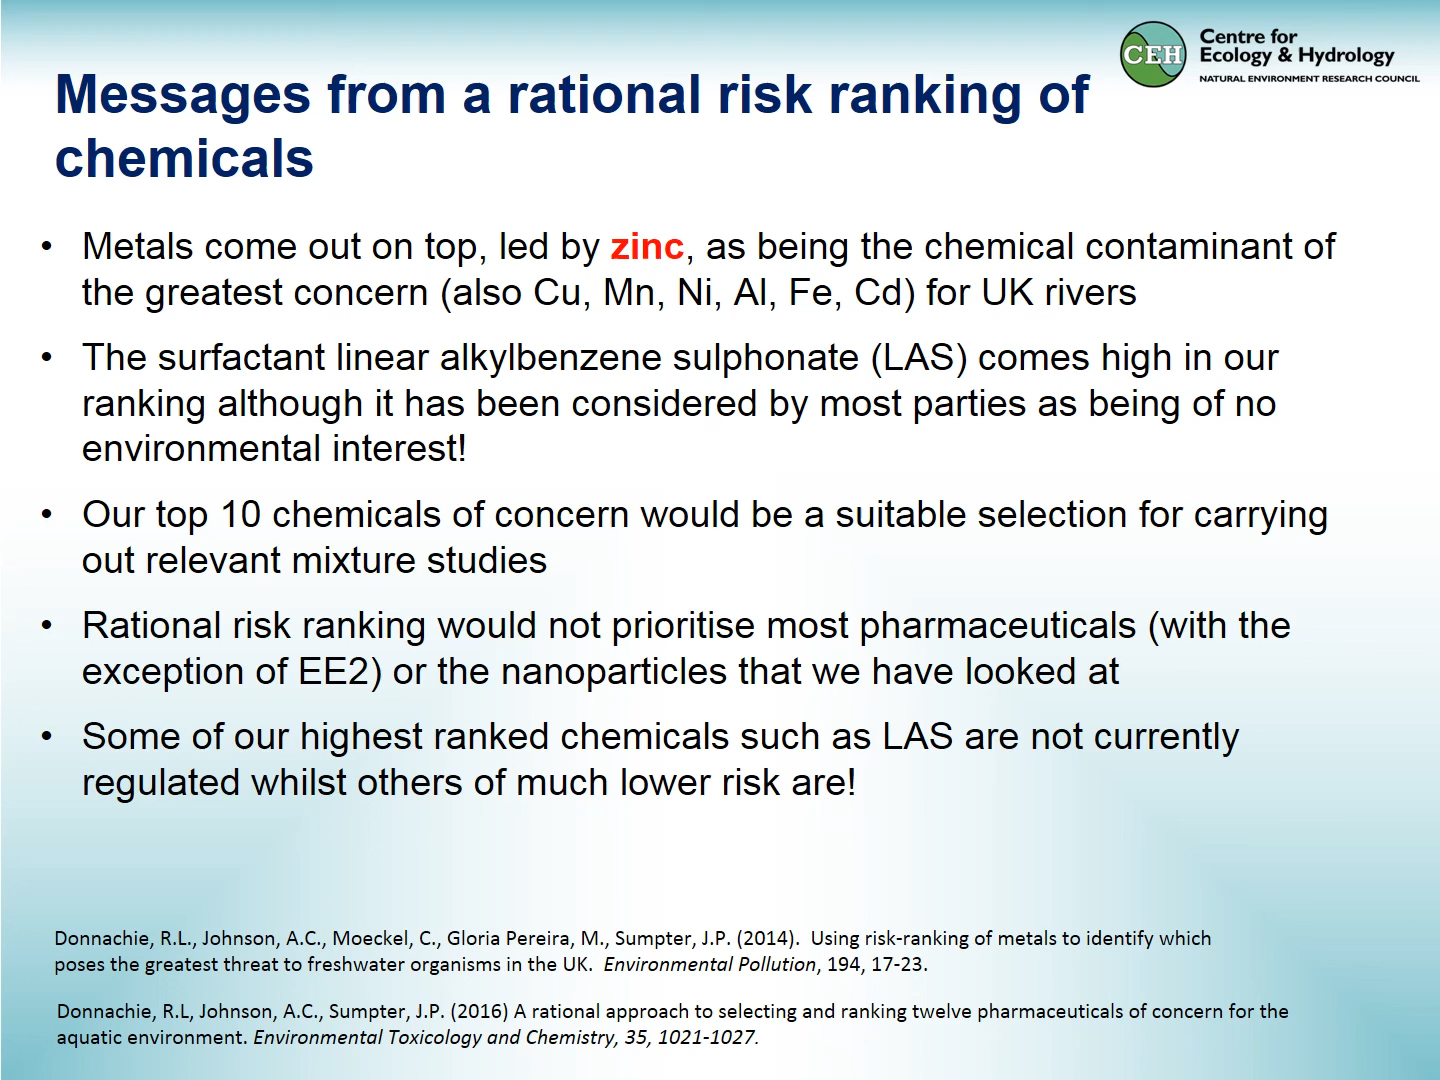 CEH
Centre for
Ecology & Hydrology
NATURAL ENVIRONMENT RESEARCH COUNCIL
Messages from a rational risk ranking of
chemicals
• Metals come out on top, led by zinc, as being the chemical contaminant of
the greatest concern (also Cu, Mn, Ni, Al, Fe, Cd) for UK rivers
• The surfactant linear alkylbenzene sulphonate (LAS) comes high in our
ranking although it has been considered by most parties as being of no
environmental interest!
• Our top 10 chemicals of concern would be a suitable selection for carrying
out relevant mixture studies
• Rational risk ranking would not prioritise most pharmaceuticals (with the
exception of EE2) or the nanoparticles that we have looked at
• Some of our highest ranked chemicals such as LAS are not currently
regulated whilst others of much lower risk are!
Donnachie, R.L., Johnson, A.C., Moeckel, C., Gloria Pereira, M., Sumpter, J.P. (2014).  Using risk-ranking of metals to identify which
poses the greatest threat to freshwater organisms in the UK.  Environmental Pollution, 194, 17-23.
Donnachie, R.L, Johnson, A.C., Sumpter, J.P. (2016) A rational approach to selecting and ranking twelve pharmaceuticals of concern for the
aquatic environment. Environmental Toxicology and Chemistry, 35, 1021-1027.